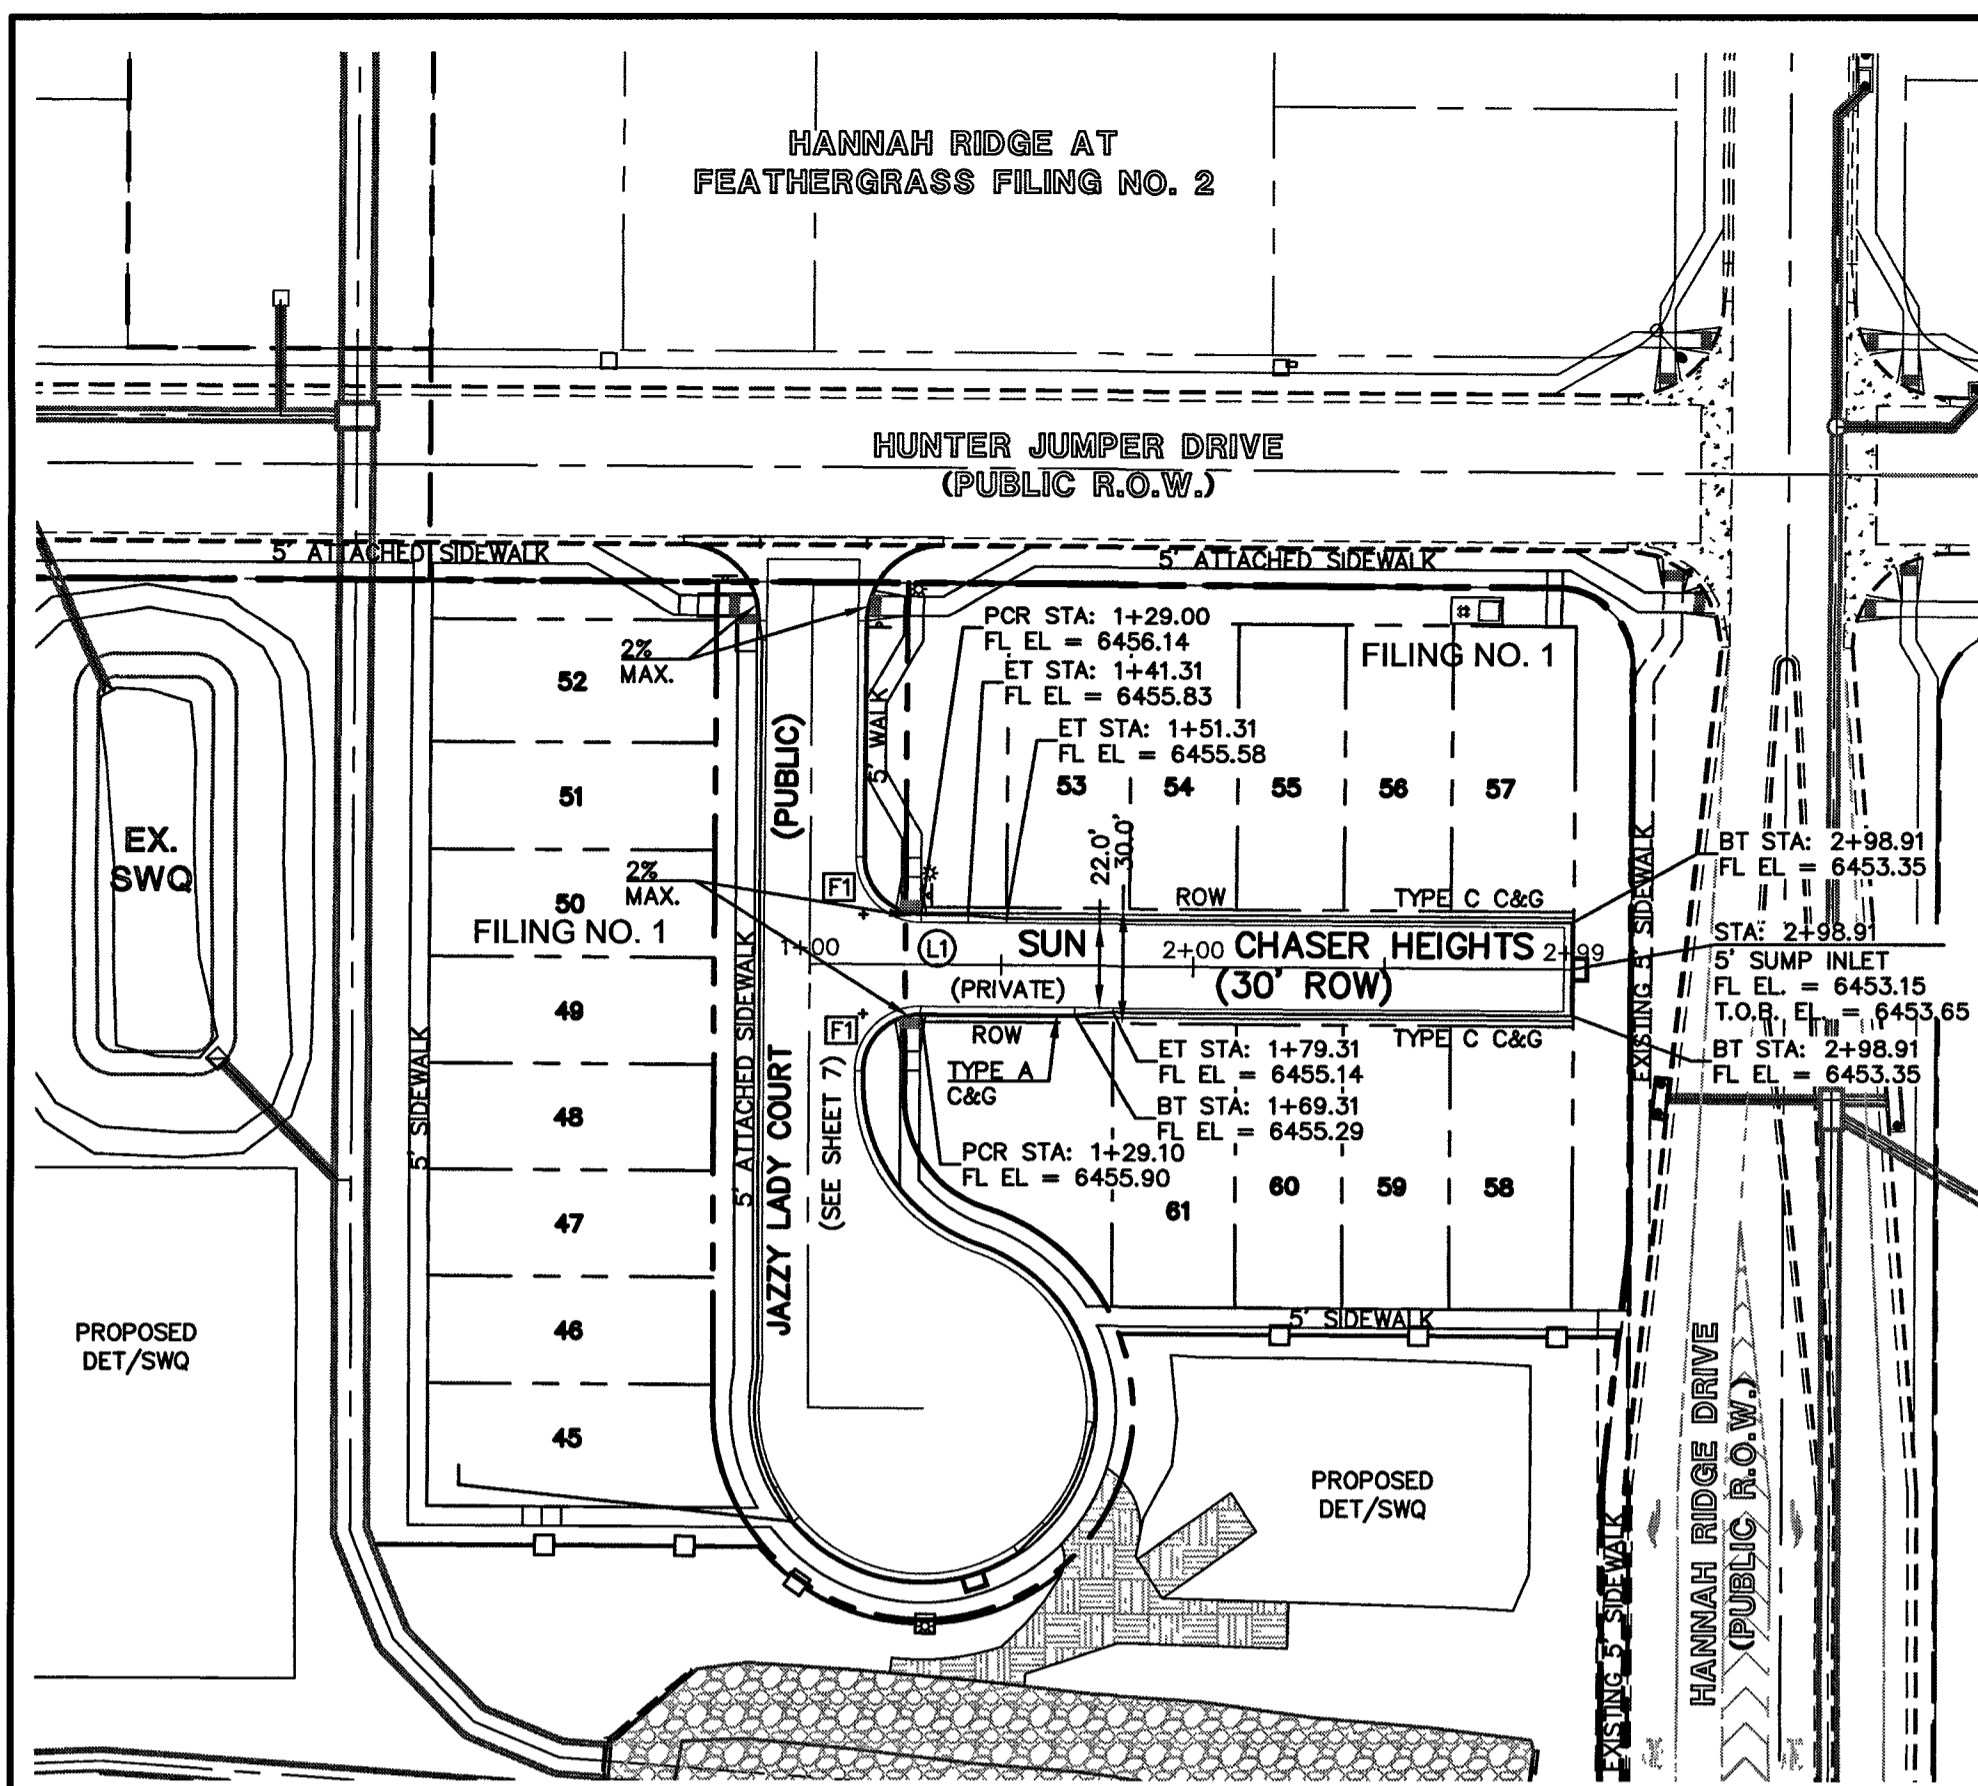 HANNAH RIDGE AT
FEATHERGRASS FILING NO. 2
HUNTER JUMPER DRIVE
(PUBLIC R.O.W.)
5' ATTACHED SIDEWALK
5' ATTACHED SIDEWALK
PCR STA: 1+29.00
FL EL = 6456.14
ET STA: 1+41.31
FL EL = 6455.83
ET STA: 1+51.31
FL EL = 6455.58
FILING NO. 1
2%
MAX.
52
51
50
49
48
47
46
45
FILING NO. 1
(PUBLIC)
5' WALK
53
54
55
56
57
EX.
SWQ
2%
MAX.
F1
22.0'
30.0'
ROW
TYPE C C&G
BT STA: 2+98.91
FL EL = 6453.35
EXISTING 5' SIDEWALK
1+00
L1
SUN
2+00
CHASER HEIGHTS
2+99
(PRIVATE)
(30' ROW)
STA: 2+98.91
5' SUMP INLET
FL EL. = 6453.15
T.O.B. EL. = 6453.65
F1
ROW
TYPE A
C&G
TYPE C C&G
BT STA: 2+98.91
FL EL = 6453.35
ET STA: 1+79.31
FL EL = 6455.14
BT STA: 1+69.31
FL EL = 6455.29
PCR STA: 1+29.10
FL EL = 6455.90
61
60
59
58
5' SIDEWALK
5' ATTACHED SIDEWALK
JAZZY LADY COURT
(SEE SHEET 7)
5' SIDEWALK
PROPOSED
DET/SWQ
PROPOSED
DET/SWQ
EXISTING 5' SIDEWALK
HANNAH RIDGE DRIVE
(PUBLIC R.O.W.)